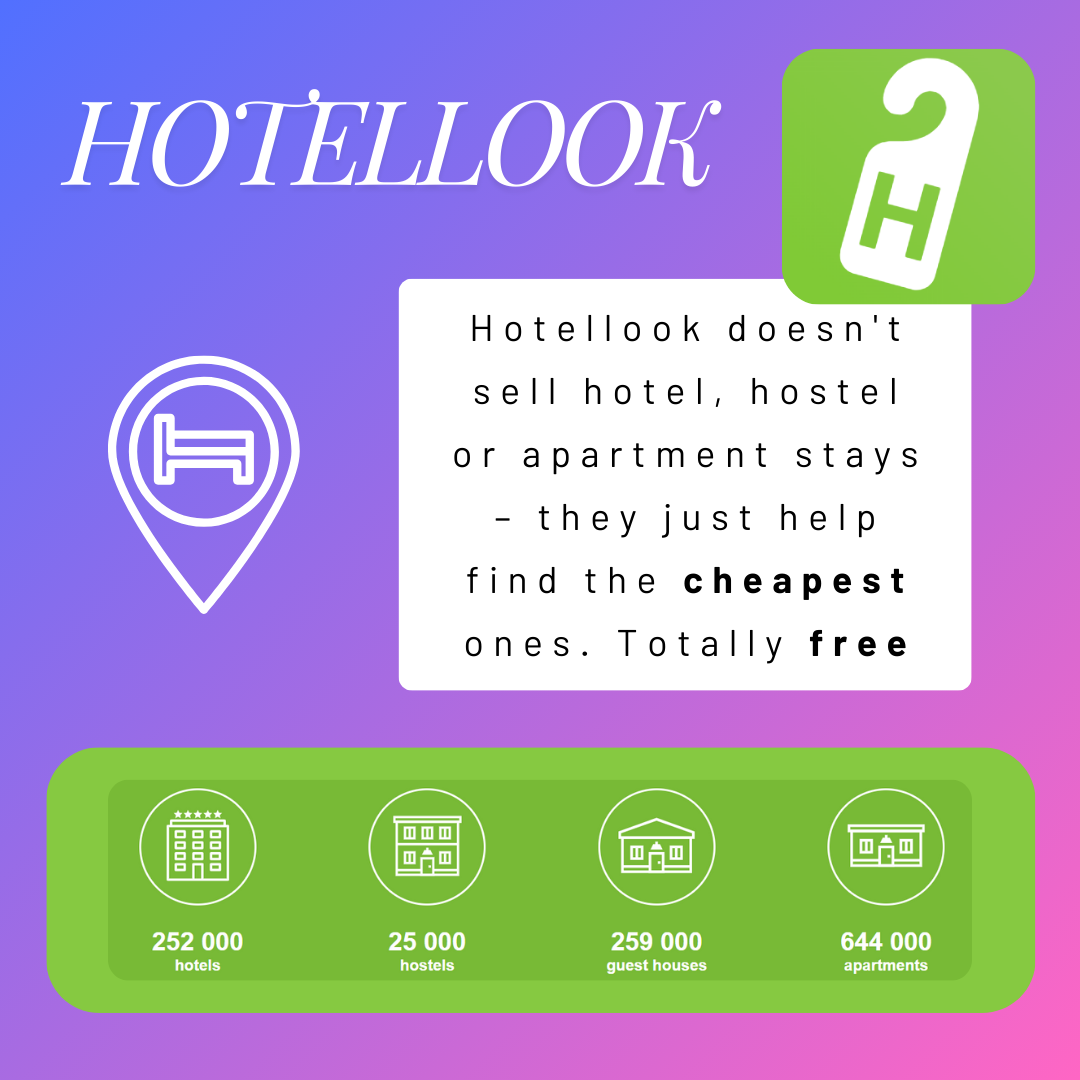 HOTELLOOK
H
Hotellook doesn't
sell hotel, hostel
or apartment stays
– they just help
find the cheapest
ones. Totally free
252 000
hotels
25 000
hostels
259 000
guest houses
644 000
apartments